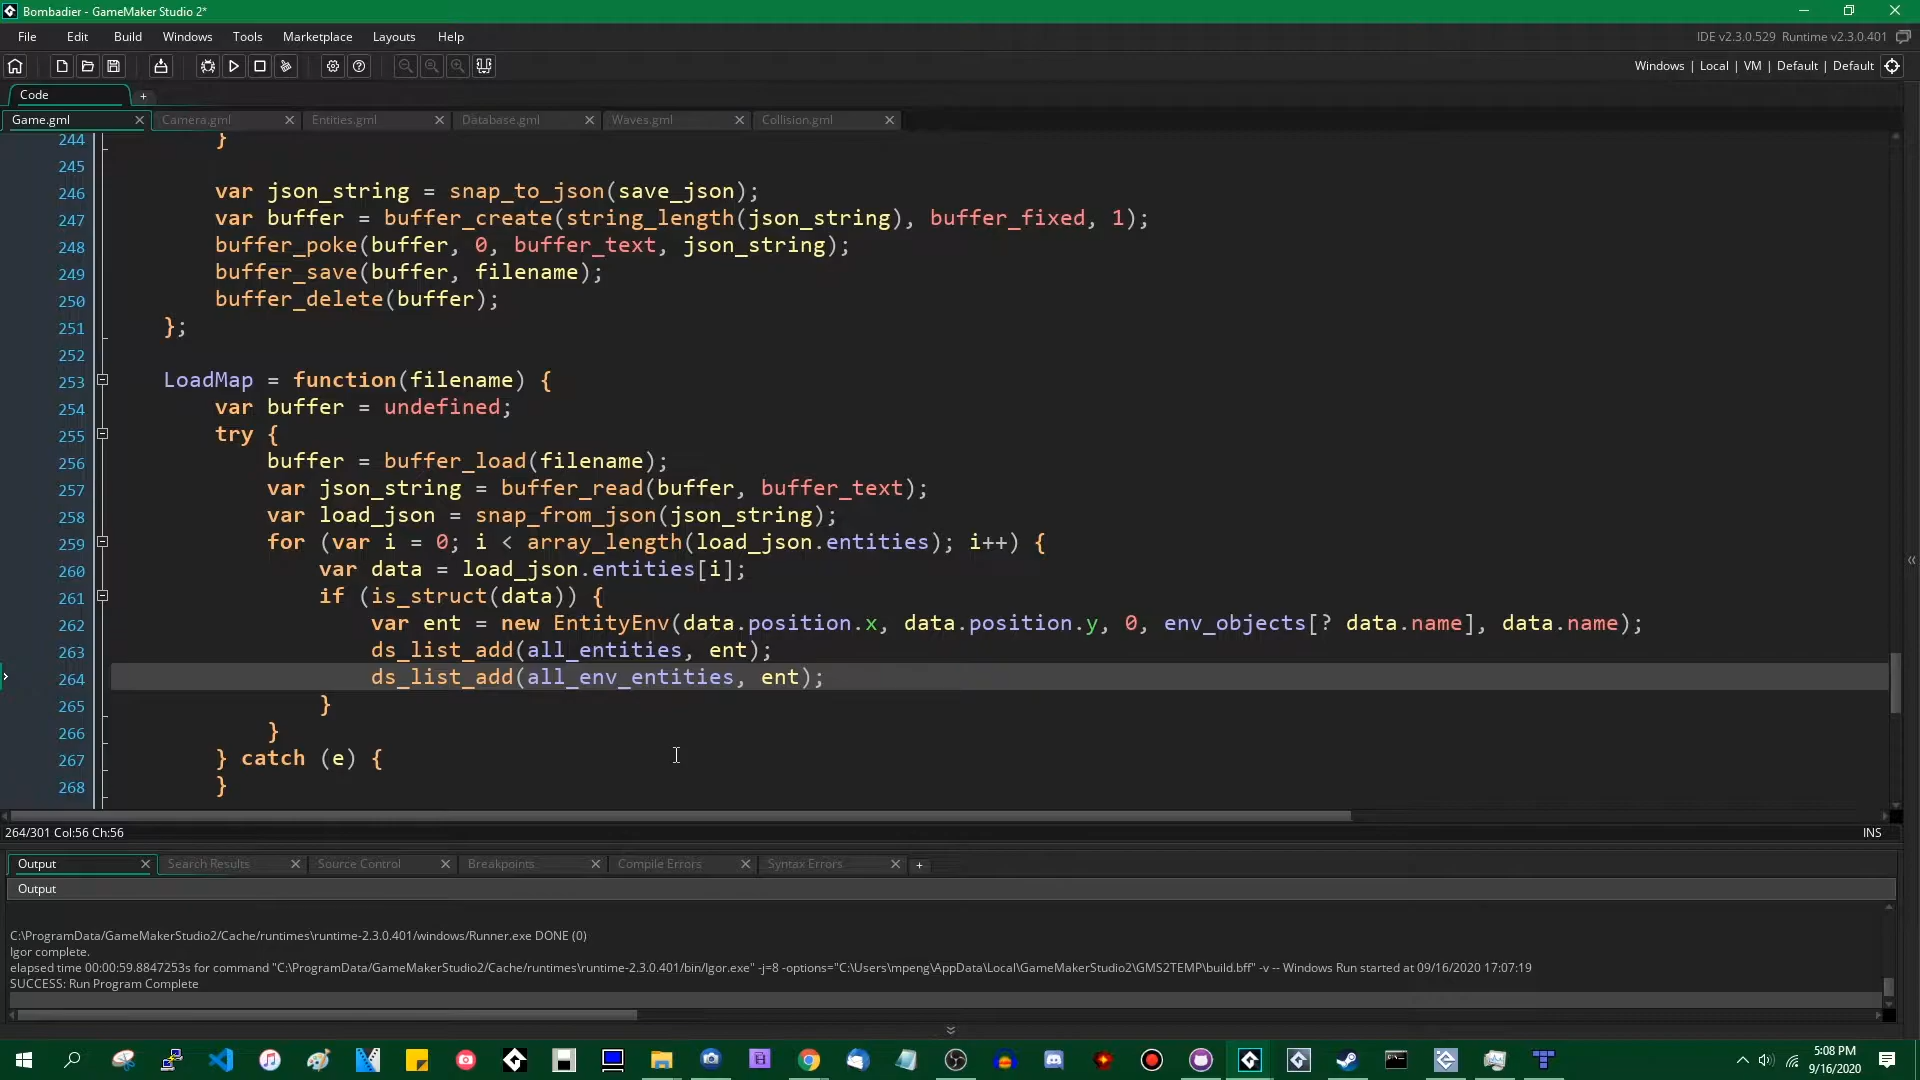 Bombadier - GameMaker Studio 2*
File Edit Build Windows Tools Marketplace Layouts Help
IDE v2.3.0.529 Runtime v2.3.0.401
Windows | Local | VM | Default | Default
Code
Game.gml Camera.gml Entities.gml Database.gml Waves.gml Collision.gml
244 }
245
246 var json_string = snap_to_json(save_json);
247 var buffer = buffer_create(string_length(json_string), buffer_fixed, 1);
248 buffer_poke(buffer, 0, buffer_text, json_string);
249 buffer_save(buffer, filename);
250 buffer_delete(buffer);
251 };
252
253 LoadMap = function(filename) {
254 var buffer = undefined;
255 try {
256 buffer = buffer_load(filename);
257 var json_string = buffer_read(buffer, buffer_text);
258 var load_json = snap_from_json(json_string);
259 for (var i = 0; i < array_length(load_json.entities); i++) {
260 var data = load_json.entities[i];
261 if (is_struct(data)) {
262 var ent = new EntityEnv(data.position.x, data.position.y, 0, env_objects[? data.name], data.name);
263 ds_list_add(all_entities, ent);
264 ds_list_add(all_env_entities, ent);
265 }
266 }
267 } catch (e) {
268 }
264/301 Col:56 Ch:56
INS
Output Search Results Source Control Breakpoints Compile Errors Syntax Errors
Output
C:\ProgramData/GameMakerStudio2/Cache/runtimes\runtime-2.3.0.401/windows/Runner.exe DONE (0)
Igor complete.
elapsed time 00:00:59.8847253s for command "C:\ProgramData/GameMakerStudio2/Cache/runtimes\runtime-2.3.0.401/bin/Igor.exe" -j=8 -options="C:\Users\mpeng\AppData\Local\GameMakerStudio2\GMS2TEMP\build.bff" -v -- Windows Run started at 09/16/2020 17:07:19
SUCCESS: Run Program Complete
5:08 PM
9/16/2020